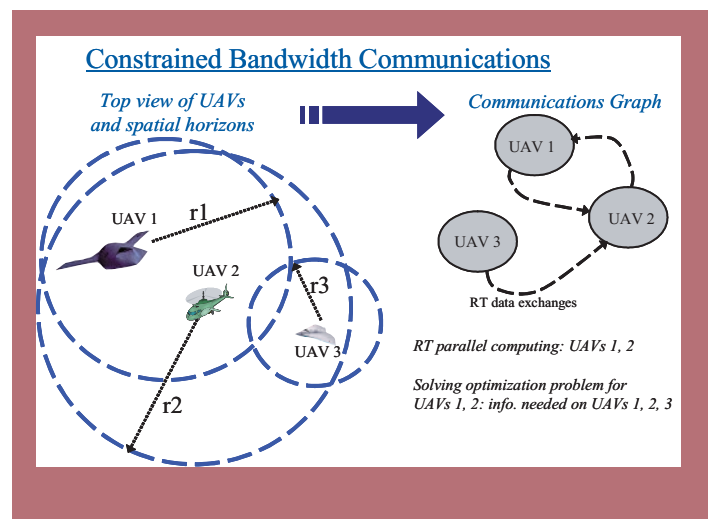 Constrained Bandwidth Communications
Top view of UAVs
and spatial horizons
Communications Graph
UAV 1
r1
UAV 2
r3
UAV 3
r2
UAV 1
UAV 2
UAV 3
RT data exchanges
RT parallel computing: UAVs 1, 2
Solving optimization problem for
UAVs 1, 2: info. needed on UAVs 1, 2, 3